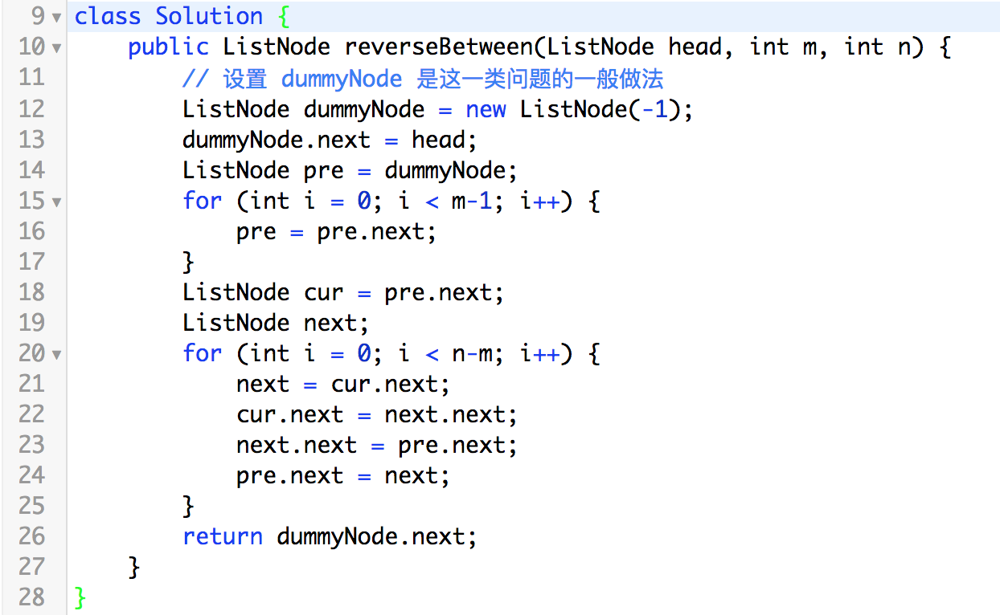 9 class Solution {
10     public ListNode reverseBetween(ListNode head, int m, int n) {
11         // 设置 dummyNode 是这一类问题的一般做法
12         ListNode dummyNode = new ListNode(-1);
13         dummyNode.next = head;
14         ListNode pre = dummyNode;
15         for (int i = 0; i < m-1; i++) {
16             pre = pre.next;
17         }
18         ListNode cur = pre.next;
19         ListNode next;
20         for (int i = 0; i < n-m; i++) {
21             next = cur.next;
22             cur.next = next.next;
23             next.next = pre.next;
24             pre.next = next;
25         }
26         return dummyNode.next;
27     }
28 }